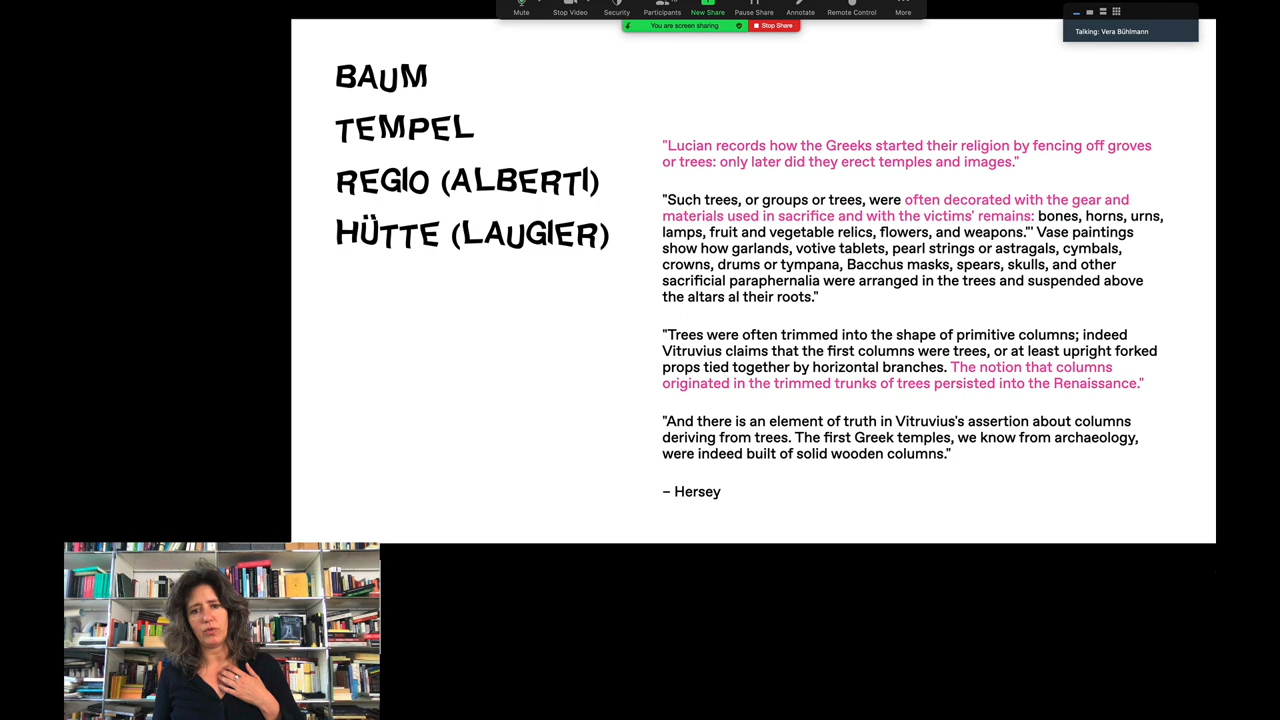 Mute
Stop Video
Security
Participants
New Share
Pause Share
Annotate
Remote Control
More
You are screen sharing
Stop Share
Talking: Vera Bühlmann
BAUM
TEMPEL
REGIO (ALBERTI)
HÜTTE (LAUGIER)
"Lucian records how the Greeks started their religion by fencing off groves
or trees: only later did they erect temples and images."
"Such trees, or groups or trees, were often decorated with the gear and
materials used in sacrifice and with the victims' remains: bones, horns, urns,
lamps, fruit and vegetable relics, flowers, and weapons."' Vase paintings
show how garlands, votive tablets, pearl strings or astragals, cymbals,
crowns, drums or tympana, Bacchus masks, spears, skulls, and other
sacrificial paraphernalia were arranged in the trees and suspended above
the altars al their roots."
"Trees were often trimmed into the shape of primitive columns; indeed
Vitruvius claims that the first columns were trees, or at least upright forked
props tied together by horizontal branches. The notion that columns
originated in the trimmed trunks of trees persisted into the Renaissance."
"And there is an element of truth in Vitruvius's assertion about columns
deriving from trees. The first Greek temples, we know from archaeology,
were indeed built of solid wooden columns."
– Hersey